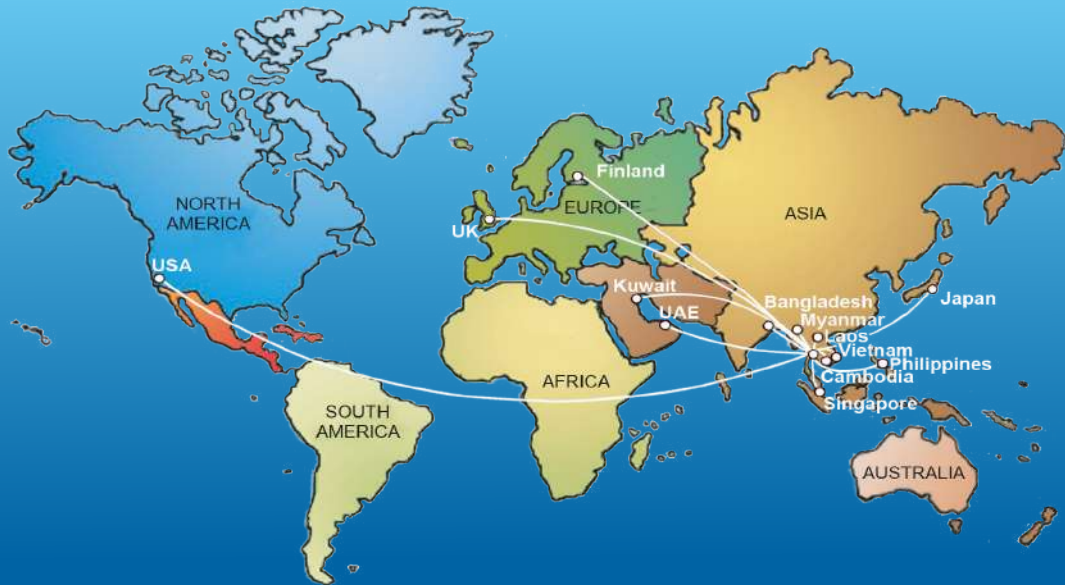 Finland
NORTH
AMERICA
EUROPE
ASIA
UK
USA
Kuwait
Bangladesh
Japan
UAE
Myanmar
Laos
Vietnam
Philippines
Cambodia
AFRICA
Singapore
SOUTH
AMERICA
AUSTRALIA